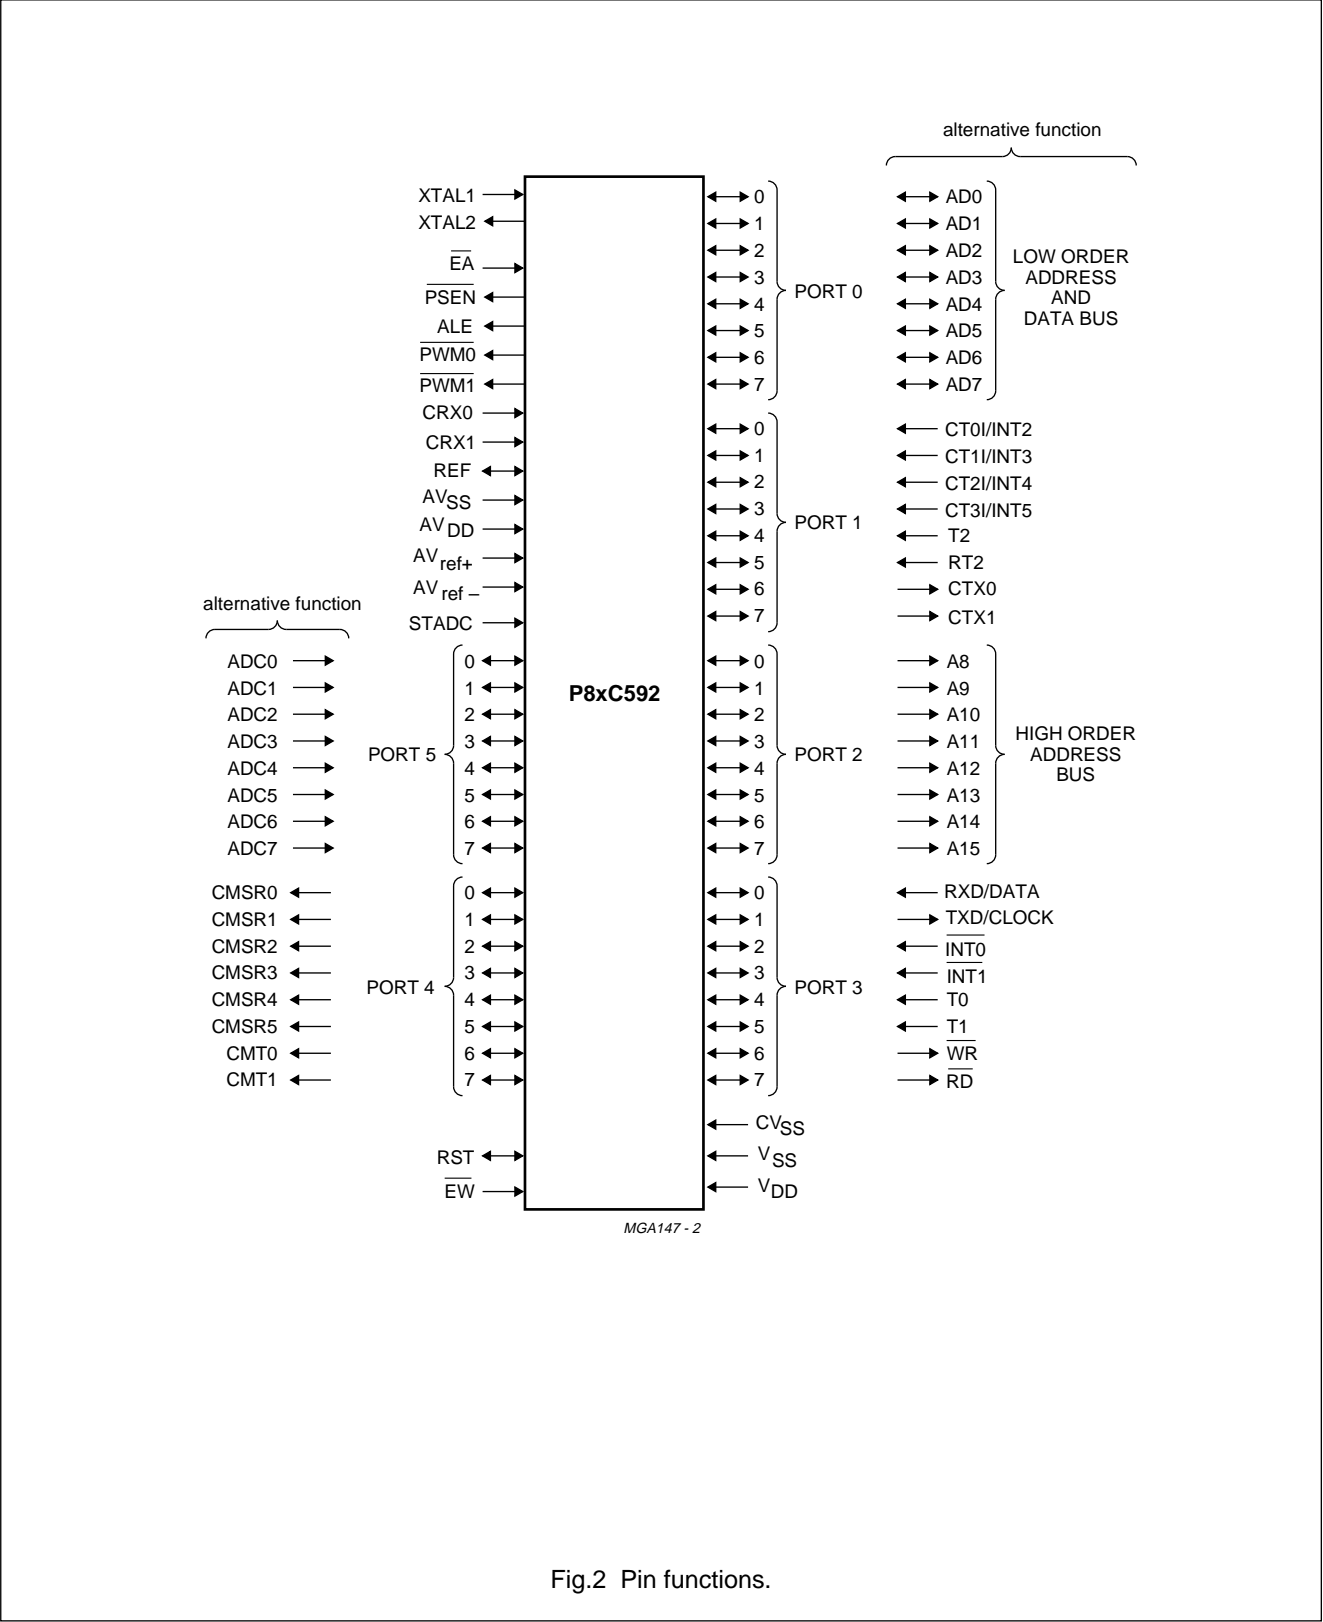 alternative function
XTAL1
XTAL2
EA
PSEN
ALE
PWM0
PWM1
CRX0
CRX1
REF
AVSS
AVDD
AVref+
AVref –
STADC
alternative function
ADC0
ADC1
ADC2
ADC3
ADC4
ADC5
ADC6
ADC7
0
1
2
3
4
5
6
7
PORT 5
CMSR0
CMSR1
CMSR2
CMSR3
CMSR4
CMSR5
CMT0
CMT1
0
1
2
3
4
5
6
7
PORT 4
RST
EW
P8xC592
0
1
2
3
4
5
6
7
PORT 0
AD0
AD1
AD2
AD3
AD4
AD5
AD6
AD7
LOW ORDER
ADDRESS
AND
DATA BUS
0
1
2
3
4
5
6
7
PORT 1
CT0I/INT2
CT1I/INT3
CT2I/INT4
CT3I/INT5
T2
RT2
CTX0
CTX1
0
1
2
3
4
5
6
7
PORT 2
A8
A9
A10
A11
A12
A13
A14
A15
HIGH ORDER
ADDRESS
BUS
0
1
2
3
4
5
6
7
PORT 3
RXD/DATA
TXD/CLOCK
INT0
INT1
T0
T1
WR
RD
CVSS
VSS
VDD
MGA147 - 2
Fig.2 Pin functions.